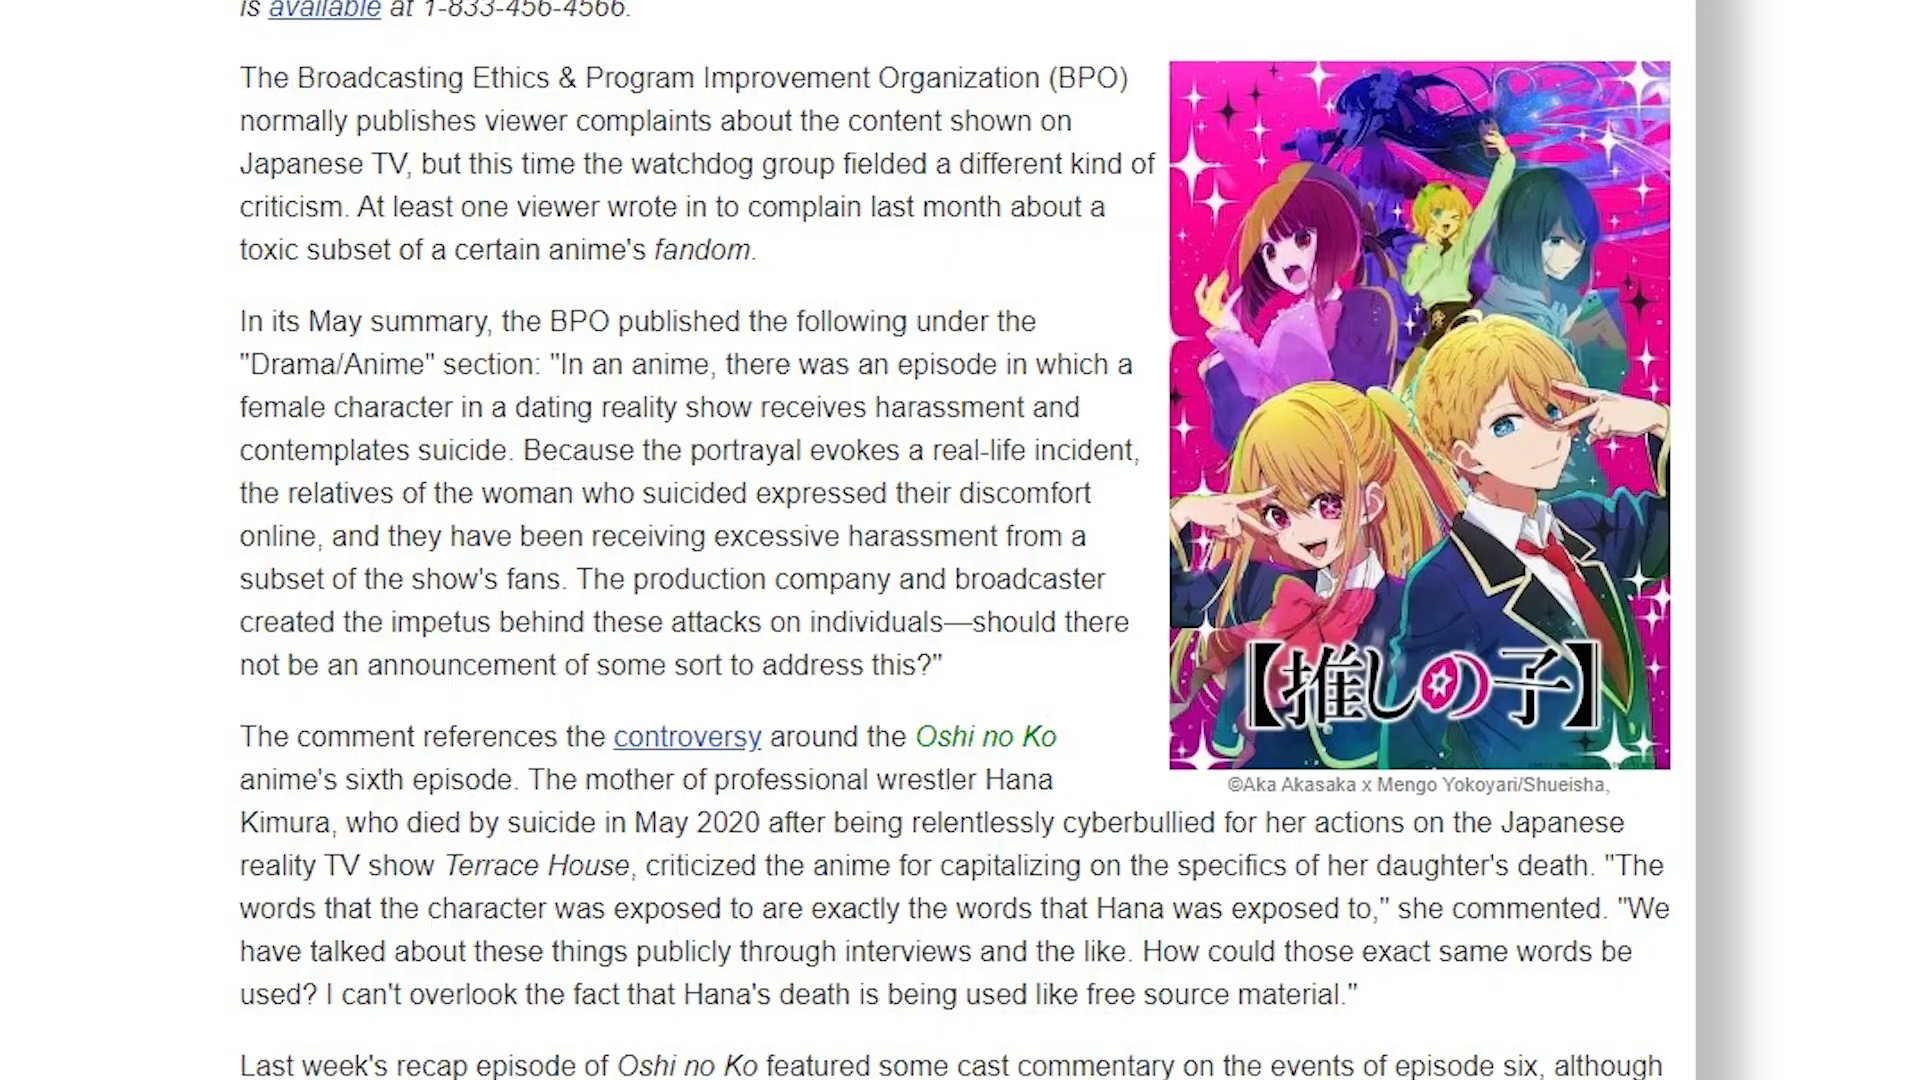 is available at 1-833-456-4566.
The Broadcasting Ethics & Program Improvement Organization (BPO)
normally publishes viewer complaints about the content shown on
Japanese TV, but this time the watchdog group fielded a different kind of
criticism. At least one viewer wrote in to complain last month about a
toxic subset of a certain anime's fandom.
In its May summary, the BPO published the following under the
"Drama/Anime" section: "In an anime, there was an episode in which a
female character in a dating reality show receives harassment and
contemplates suicide. Because the portrayal evokes a real-life incident,
the relatives of the woman who suicided expressed their discomfort
online, and they have been receiving excessive harassment from a
subset of the show's fans. The production company and broadcaster
created the impetus behind these attacks on individuals—should there
not be an announcement of some sort to address this?"
【推しの子】
©Aka Akasaka x Mengo Yokoyari/Shueisha,
The comment references the controversy around the Oshi no Ko
anime's sixth episode. The mother of professional wrestler Hana
Kimura, who died by suicide in May 2020 after being relentlessly cyberbullied for her actions on the Japanese
reality TV show Terrace House, criticized the anime for capitalizing on the specifics of her daughter's death. "The
words that the character was exposed to are exactly the words that Hana was exposed to," she commented. "We
have talked about these things publicly through interviews and the like. How could those exact same words be
used? I can't overlook the fact that Hana's death is being used like free source material."
Last week's recap episode of Oshi no Ko featured some cast commentary on the events of episode six, although